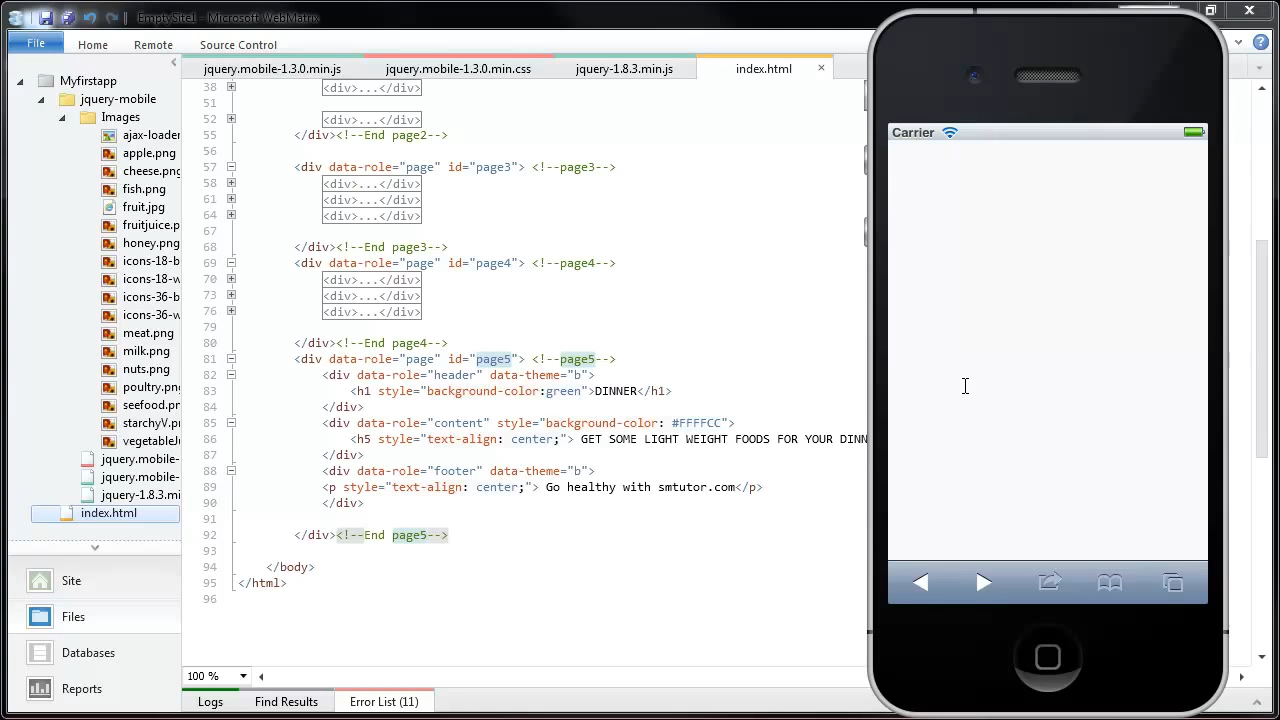 EmptySite1 - Microsoft WebMatrix
File Home Remote Source Control
Myfirstapp
jquery-mobile
Images
ajax-loader
apple.png
cheese.png
fish.png
fruit.jpg
fruitjuice.p
honey.png
icons-18-b
icons-18-w
icons-36-b
icons-36-w
meat.png
milk.png
nuts.png
poultry.png
seefood.pn
starchyV.pn
vegetable
jquery.mobile-
jquery.mobile-
jquery-1.8.3.mi
index.html
Site
Files
Databases
Reports
jquery.mobile-1.3.0.min.js jquery.mobile-1.3.0.min.css jquery-1.8.3.min.js index.html
38 <div>...</div>
51
52 <div>...</div>
55 </div><!--End page2-->
56
57 <div data-role="page" id="page3"> <!--page3-->
58 <div>...</div>
61 <div>...</div>
64 <div>...</div>
67
68 </div><!--End page3-->
69 <div data-role="page" id="page4"> <!--page4-->
70 <div>...</div>
73 <div>...</div>
76 <div>...</div>
79
80 </div><!--End page4-->
81 <div data-role="page" id="page5"> <!--page5-->
82 <div data-role="header" data-theme="b">
83 <h1 style="background-color:green">DINNER</h1>
84 </div>
85 <div data-role="content" style="background-color: #FFFFCC">
86 <h5 style="text-align: center;"> GET SOME LIGHT WEIGHT FOODS FOR YOUR DINN
87 </div>
88 <div data-role="footer" data-theme="b">
89 <p style="text-align: center;"> Go healthy with smtutor.com</p>
90 </div>
91
92 </div><!--End page5-->
93
94 </body>
95 </html>
96
100 %
Logs Find Results Error List (11)
Carrier